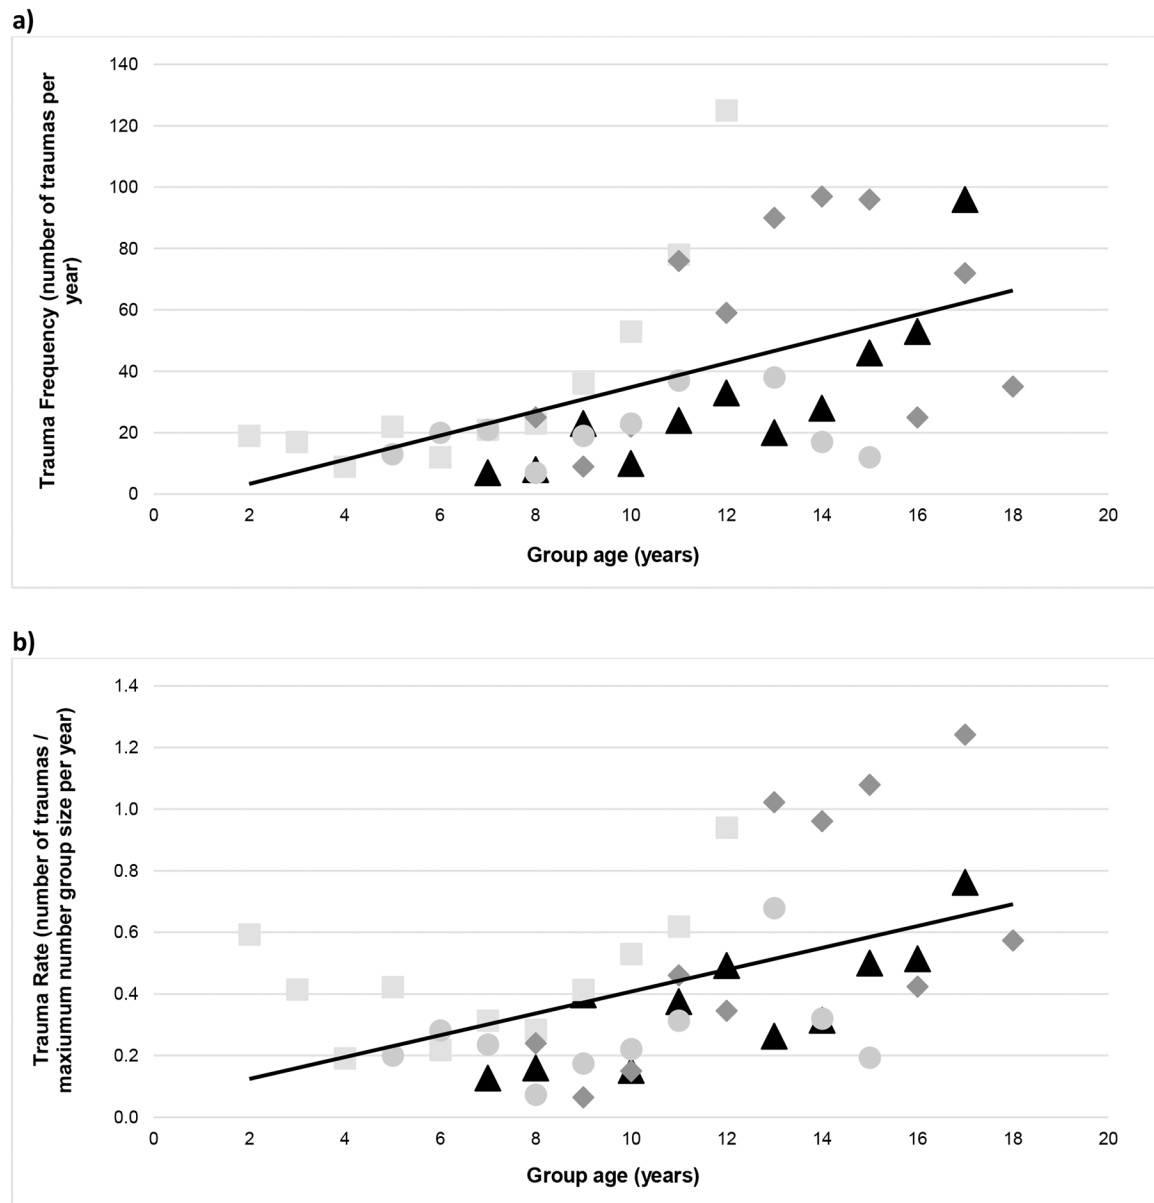 a)
Trauma Frequency (number of traumas per
year)
140
120
100
80
60
40
20
0
0 2 4 6 8 10 12 14 16 18 20
Group age (years)
b)
Trauma Rate (number of traumas /
maxiumum number group size per year)
1.4
1.2
1.0
0.8
0.6
0.4
0.2
0.0
0 2 4 6 8 10 12 14 16 18 20
Group age (years)